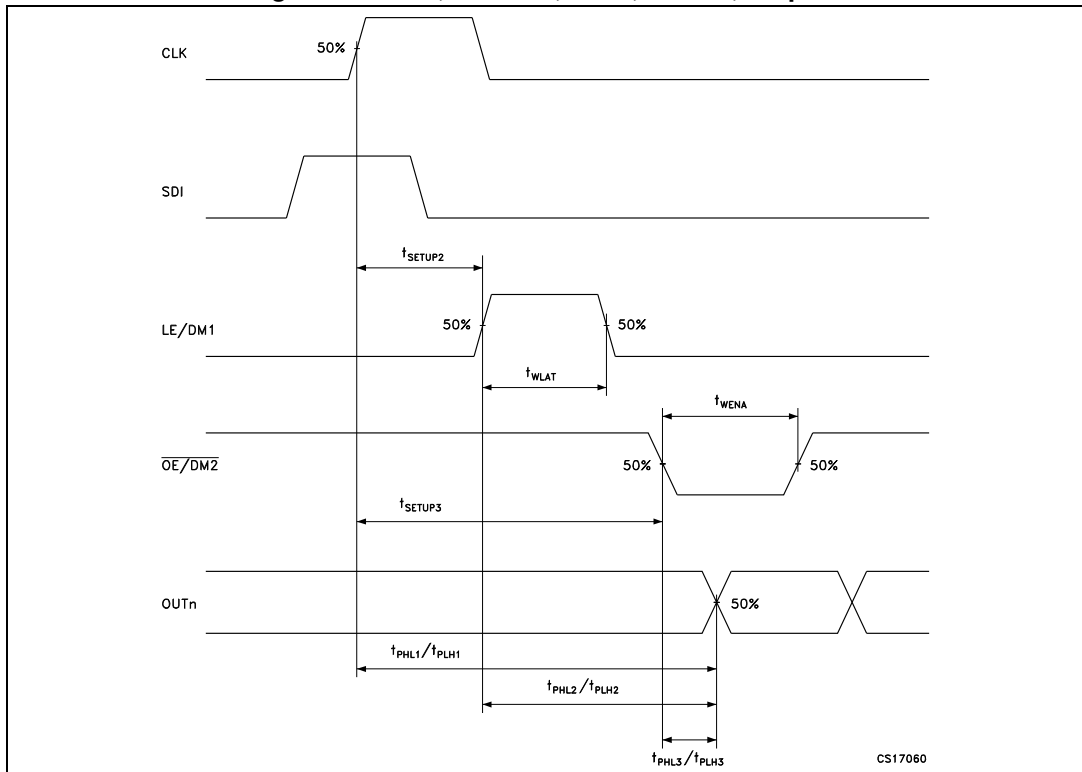 CLK
50%
SDI
tSETUP2
LE/DM1
50%
50%
tWLAT
tWENA
OE/DM2
50%
50%
tSETUP3
OUTn
50%
tPHL1/tPLH1
tPHL2/tPLH2
tPHL3/tPLH3
CS17060